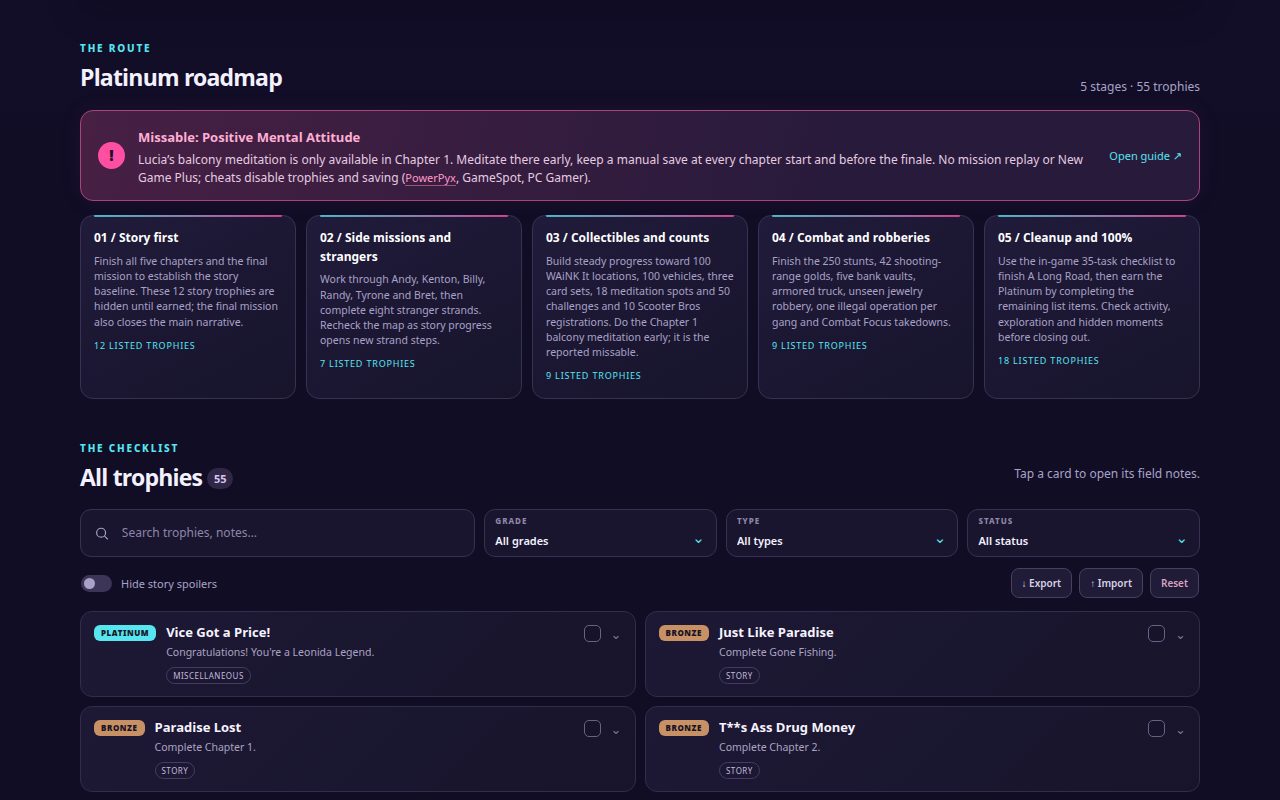 THE ROUTE
Platinum roadmap
5 stages · 55 trophies
!
Missable: Positive Mental Attitude
Lucia's balcony meditation is only available in Chapter 1. Meditate there early, keep a manual save at every chapter start and before the finale. No mission replay or New
Game Plus; cheats disable trophies and saving (PowerPyx, GameSpot, PC Gamer).
Open guide ↗
01 / Story first
Finish all five chapters and the final
mission to establish the story
baseline. These 12 story trophies are
hidden until earned; the final mission
also closes the main narrative.
12 LISTED TROPHIES
02 / Side missions and
strangers
Work through Andy, Kenton, Billy,
Randy, Tyrone and Bret, then
complete eight stranger strands.
Recheck the map as story progress
opens new strand steps.
7 LISTED TROPHIES
03 / Collectibles and counts
Build steady progress toward 100
WAiNK It locations, 100 vehicles, three
card sets, 18 meditation spots and 50
challenges and 10 Scooter Bros
registrations. Do the Chapter 1
balcony meditation early; it is the
reported missable.
9 LISTED TROPHIES
04 / Combat and robberies
Finish the 250 stunts, 42 shooting-
range golds, five bank vaults,
armored truck, unseen jewelry
robbery, one illegal operation per
gang and Combat Focus takedowns.
9 LISTED TROPHIES
05 / Cleanup and 100%
Use the in-game 35-task checklist to
finish A Long Road, then earn the
Platinum by completing the
remaining list items. Check activity,
exploration and hidden moments
before closing out.
18 LISTED TROPHIES
THE CHECKLIST
All trophies 55
Tap a card to open its field notes.
Search trophies, notes...
GRADE
All grades
TYPE
All types
STATUS
All status
Hide story spoilers
↓ Export
↑ Import
Reset
PLATINUM
Vice Got a Price!
Congratulations! You're a Leonida Legend.
MISCELLANEOUS
BRONZE
Just Like Paradise
Complete Gone Fishing.
STORY
BRONZE
Paradise Lost
Complete Chapter 1.
STORY
BRONZE
T**s Ass Drug Money
Complete Chapter 2.
STORY